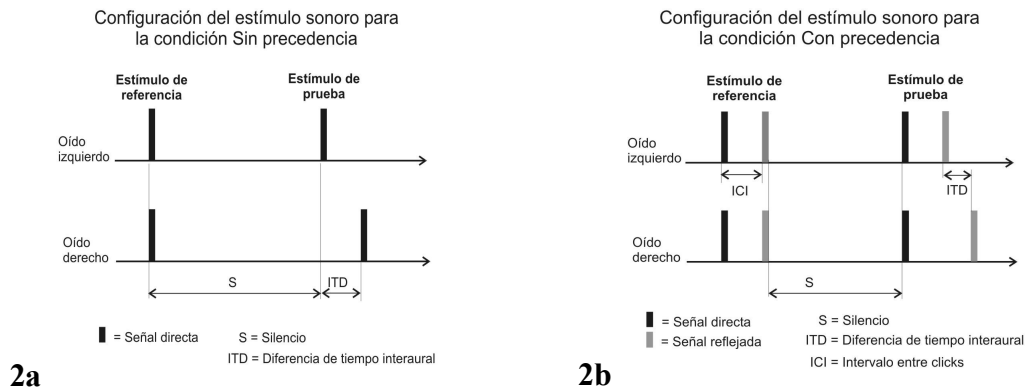 Configuración del estímulo sonoro para
la condición Sin precedencia
Estímulo de
referencia
Estímulo de
prueba
Oído
izquierdo
Oído
derecho
S
ITD
= Señal directa
S = Silencio
ITD = Diferencia de tiempo interaural
2a
Configuración del estímulo sonoro para
la condición Con precedencia
Estímulo de
referencia
Estímulo de
prueba
Oído
izquierdo
ICI
ITD
Oído
derecho
S
= Señal directa
= Señal reflejada
S = Silencio
ITD = Diferencia de tiempo interaural
ICI = Intervalo entre clicks
2b